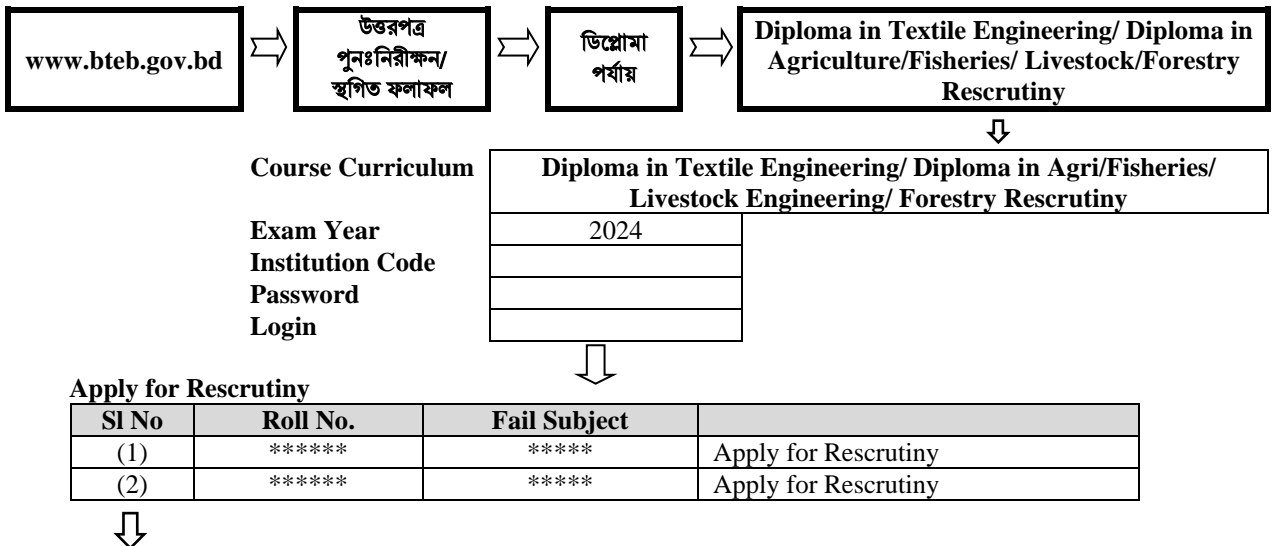 www.bteb.gov.bd
উত্তরপত্র
পুনঃনিরীক্ষন/
স্থগিত ফলাফল
ডিপ্লোমা
পর্যায়
Diploma in Textile Engineering/ Diploma in
Agriculture/Fisheries/ Livestock/Forestry
Rescrutiny
Course Curriculum
Diploma in Textile Engineering/ Diploma in Agri/Fisheries/
Livestock Engineering/ Forestry Rescrutiny
Exam Year 2024
Institution Code
Password
Login
Apply for Rescrutiny
Sl No Roll No. Fail Subject
(1) ****** ***** Apply for Rescrutiny
(2) ****** ***** Apply for Rescrutiny